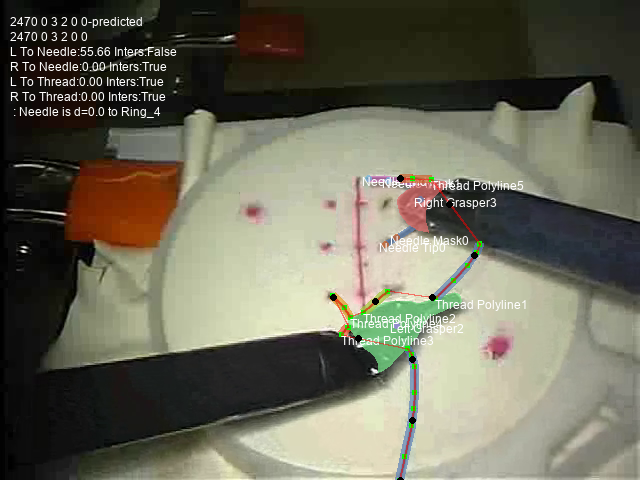 2470 0 3 2 0 0-predicted
2470 0 3 2 0 0
L To Needle:55.66 Inters:False
R To Needle:0.00 Inters:True
L To Thread:0.00 Inters:True
R To Thread:0.00 Inters:True
: Needle is d=0.0 to Ring_4
Thread Polyline5
Right Grasper3
Needle Mask0
Needle Tip0
Thread Polyline1
Thread Polyline2
Left Grasper2
Thread Polyline3